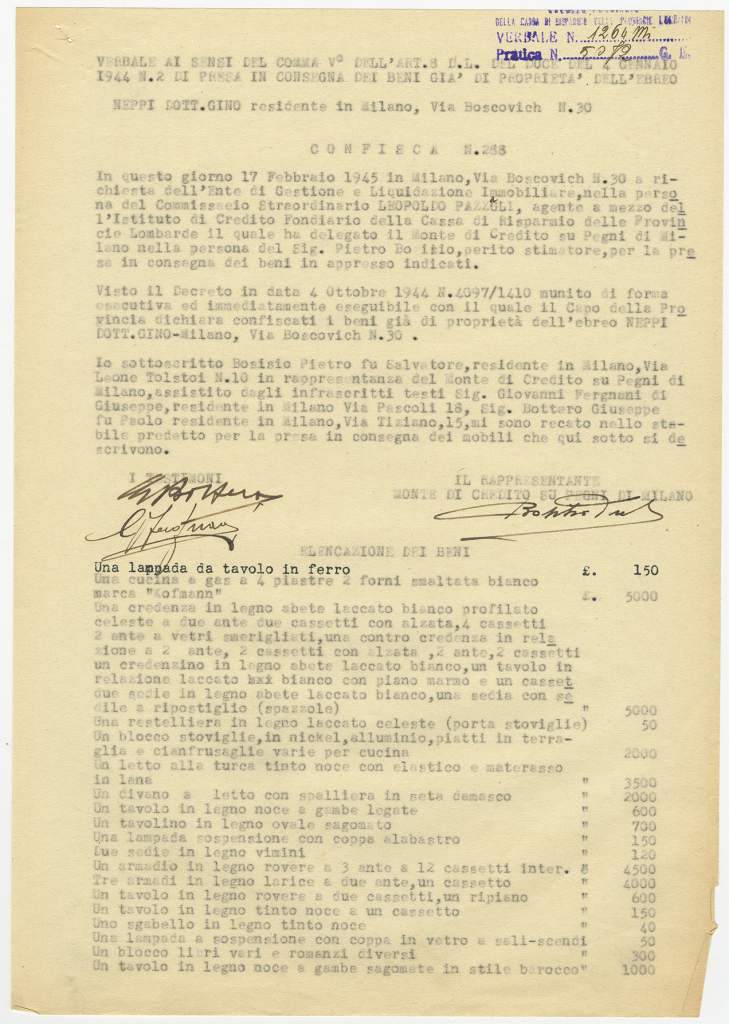 DELLA CASSA DI RISPARMIO DELLE PROVINCIE LOMBARDE
VERBALE N. 1264 Mi
Pratica N. 5072 G. E.
VERBALE AI SENSI DEL COMMA V° DELL'ART.8 D.L. DEL DUCE DEL 4 GENNAIO
1944 N.2 DI PRESA IN CONSEGNA DEI BENI GIA' DI PROPRIETA' DELL'EBREO
NEPPI DOTT.GINO residente in Milano, Via Boscovich N.30
C O N F I S C A N.288
In questo giorno 17 Febbraio 1945 in Milano,Via Boscovich N.30 a ri-
chiesta dell'Ente di Gestione e Liquidazione Immobiliare,nella perso
na del Commissario Straordinario LEOPOLDO PAZZOLI, agente a mezzo del
l'Istituto di Credito Fondiario della Cassa di Risparmio delle Provin
cie Lombarde il quale ha delegato il Monte di Credito su Pegni di Mi-
lano nella persona del Sig. Pietro Bo isio,perito stimatore,per la pre
sa in consegna dei beni in appresso indicati.
Visto il Decreto in data 4 Ottobre 1944 N.4097/1410 munito di forma
esecutiva ed immediatamente eseguibile con il quale il Capo della Pro
vincia dichiara confiscati i beni già di proprietà dell'ebreo NEPPI
DOTT.GINO-Milano, Via Boscovich N.30 .
Io sottoscritto Bosisio Pietro fu Salvatore,residente in Milano,Via
Leone Tolstoi N.10 in rappresentanza del Monte di Credito su Pegni di
Milano,assistito dagli infrascritti testi Sig. Giovanni Fergnani di
Giuseppe,residente in Milano Via Pascoli 18, Sig. Bottero Giuseppe
fu Paolo residente in Milano,Via Tiziano,15,mi sono recato nello sta-
bile predetto per la presa in consegna dei mobili che qui sotto si de
scrivono.
I TESTIMONI IL RAPPRESENTANTE
MONTE DI CREDITO SU PEGNI DI MILANO
ELENCAZIONE DEI BENI
Una lampada da tavolo in ferro £. 150
Una cucina a gas a 4 piastre 2 forni smaltata bianco
marca "Kofmann" £. 5000
Una credenza in legno abete laccato bianco profilato
celeste a due ante due cassetti con alzata,4 cassetti
2 ante a vetri smerigliati,una contro credenza in rela
zione a 2 ante, 2 cassetti con alzata ,2 ante,2 cassetti
un credenzino in legno abete laccato bianco,un tavolo in
relazione laccato bianco con piano marmo e un casset
due sedie in legno abete laccato bianco,una sedia con se
dile a ripostiglio (spazzole) " 5000
Una restelliera in legno laccato celeste (porta stoviglie) 50
Un blocco stoviglie,in nickel,alluminio,piatti in terra-
glia e cianfrusaglie varie per cucina 2000
Un letto alla turca tinto noce con elastico e materasso
in lana " 3500
Un divano a letto con spalliera in seta damasco " 2000
Un tavolo in legno noce a gambe legate " 600
Un tavolino in legno ovale sagomato " 700
Una lampada sospensione con coppa alabastro " 150
Due sedie in legno vimini " 120
Un armadio in legno rovere a 3 ante a 12 cassetti inter. " 4500
Tre armadi in legno larice a due ante,un cassetto " 4000
Un tavolo in legno rovere a due cassetti,un ripiano " 600
Un tavolo in legno tinto noce a un cassetto " 150
Uno sgabello in legno tinto noce " 40
Una lampada a sospensione con coppa in vetro a sali-scendi 50
Un blocco libri vari e romanzi diversi " 300
Un tavolo in legno noce a gambe sagomate in stile barocco" 1000